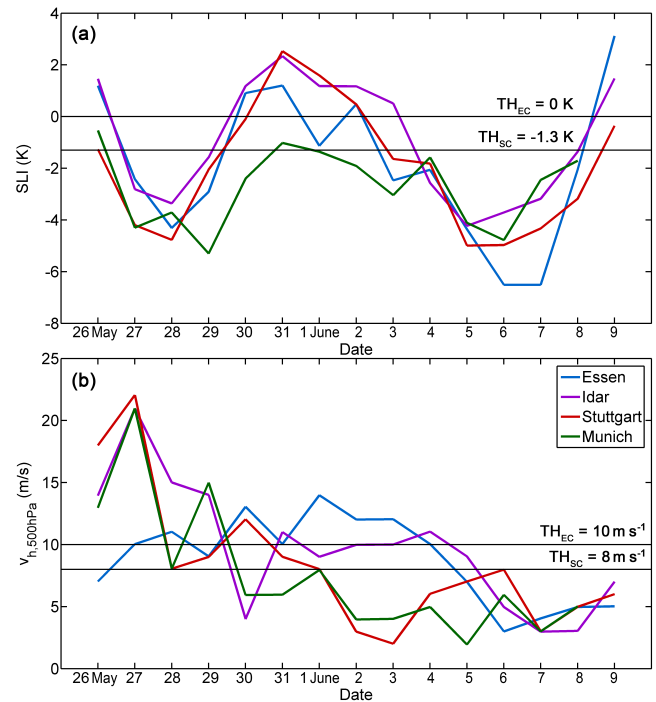 (a)
4
2
0
-2
-4
-6
-8
SLI (K)
TH_EC = 0 K
TH_SC = -1.3 K
26 May 27 28 29 30 31 1 June 2 3 4 5 6 7 8 9
Date
(b)
25
20
15
10
5
0
v_h,500hPa (m/s)
Essen
Idar
Stuttgart
Munich
TH_EC = 10 m s⁻¹
TH_SC = 8 m s⁻¹
26 May 27 28 29 30 31 1 June 2 3 4 5 6 7 8 9
Date